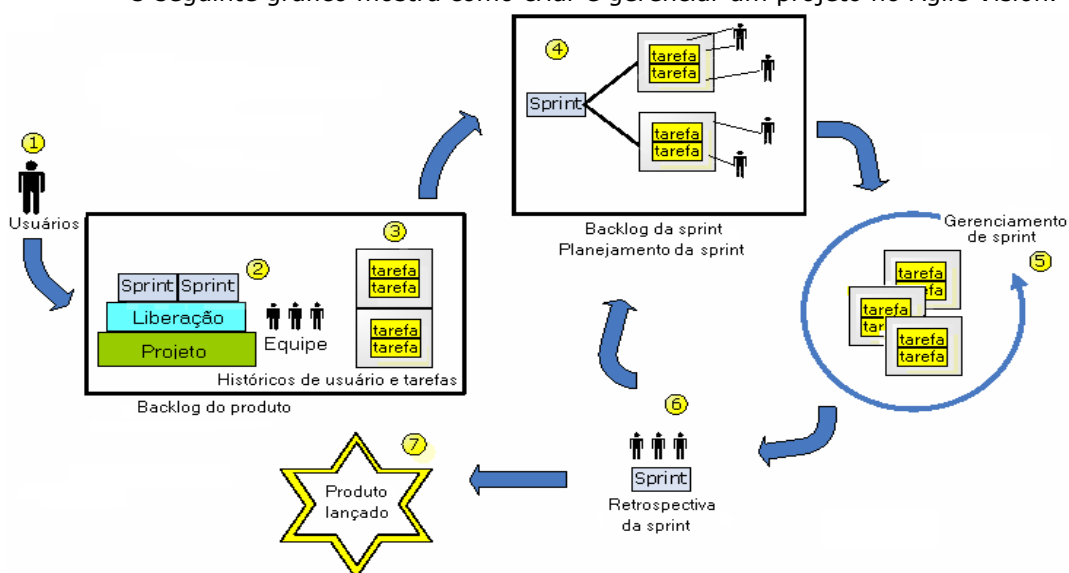 O seguinte gráfico mostra como criar e gerenciar um projeto no Agile Vision:
1
Usuários
2
Sprint Sprint
Liberação
Projeto
Equipe
3
tarefa
tarefa
tarefa
tarefa
Históricos de usuário e tarefas
Backlog do produto
4
Sprint
tarefa
tarefa
tarefa
tarefa
Backlog da sprint
Planejamento da sprint
Gerenciamento
de sprint
5
tarefa
tarefa
tarefa
tarefa
6
Sprint
Retrospectiva
da sprint
7
Produto
lançado